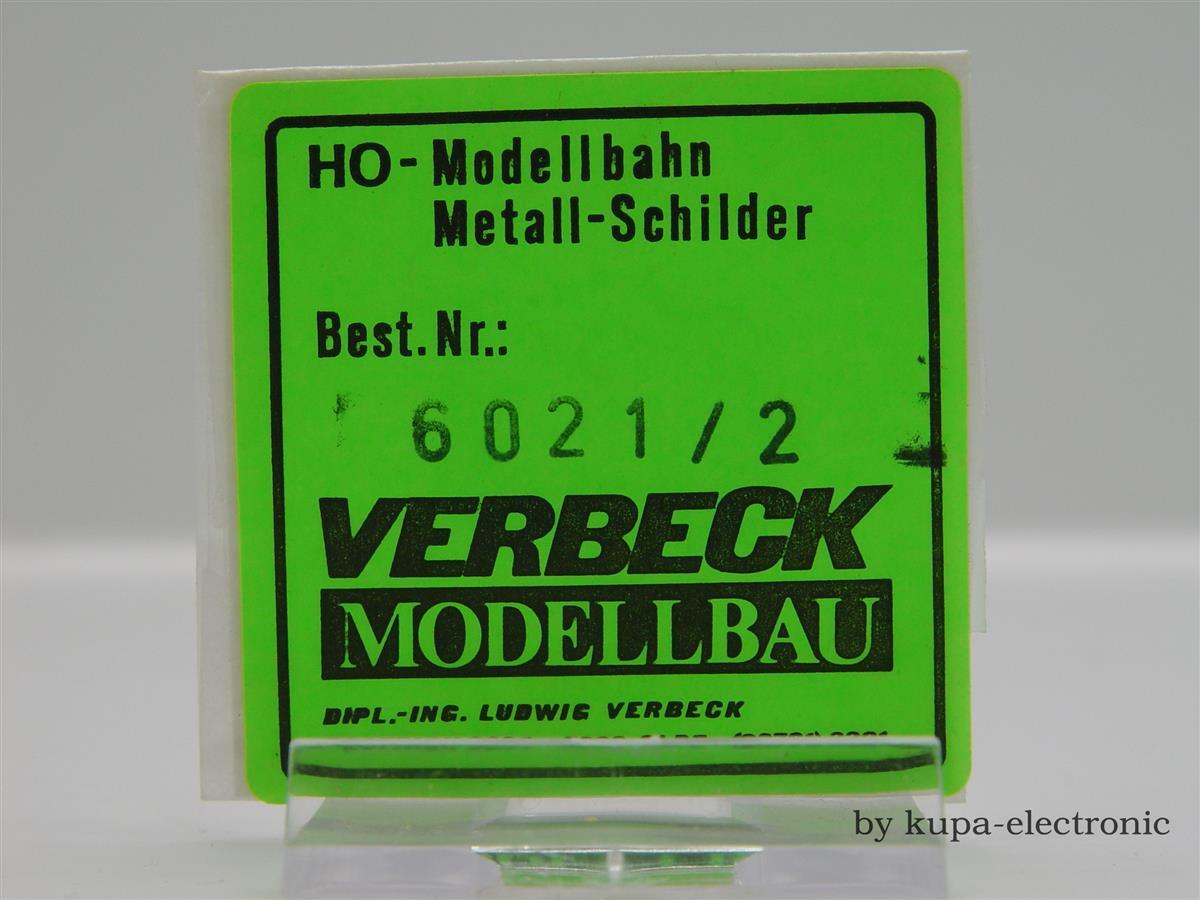 HO-Modellbahn
Metall-Schilder
Best.Nr.:
6021/2
VERBECK
MODELLBAU
DIPL.-ING. LUDWIG VERBECK
by kupa-electronic